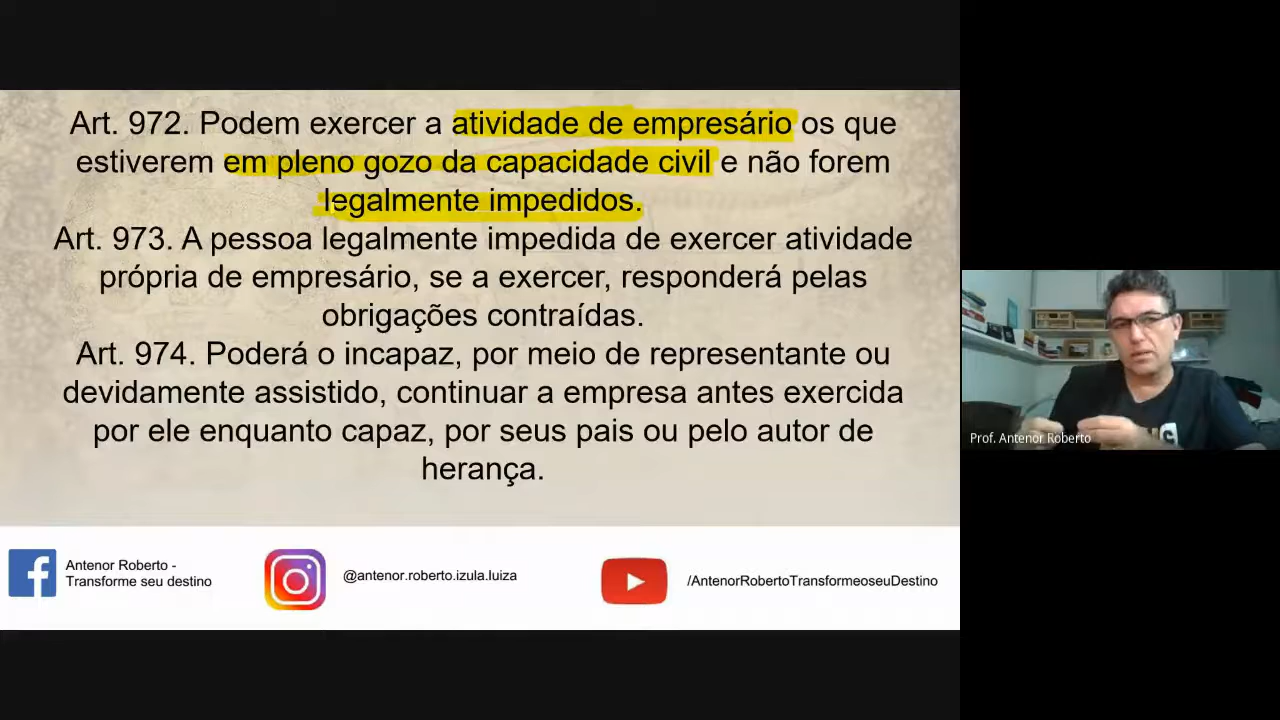 Art. 972. Podem exercer a atividade de empresário os que
estiverem em pleno gozo da capacidade civil e não forem
legalmente impedidos.
Art. 973. A pessoa legalmente impedida de exercer atividade
própria de empresário, se a exercer, responderá pelas
obrigações contraídas.
Art. 974. Poderá o incapaz, por meio de representante ou
devidamente assistido, continuar a empresa antes exercida
por ele enquanto capaz, por seus pais ou pelo autor de
herança.
Antenor Roberto -
Transforme seu destino
@antenor.roberto.izula.luiza
/AntenorRobertoTransformeoseuDestino
Prof. Antenor Roberto